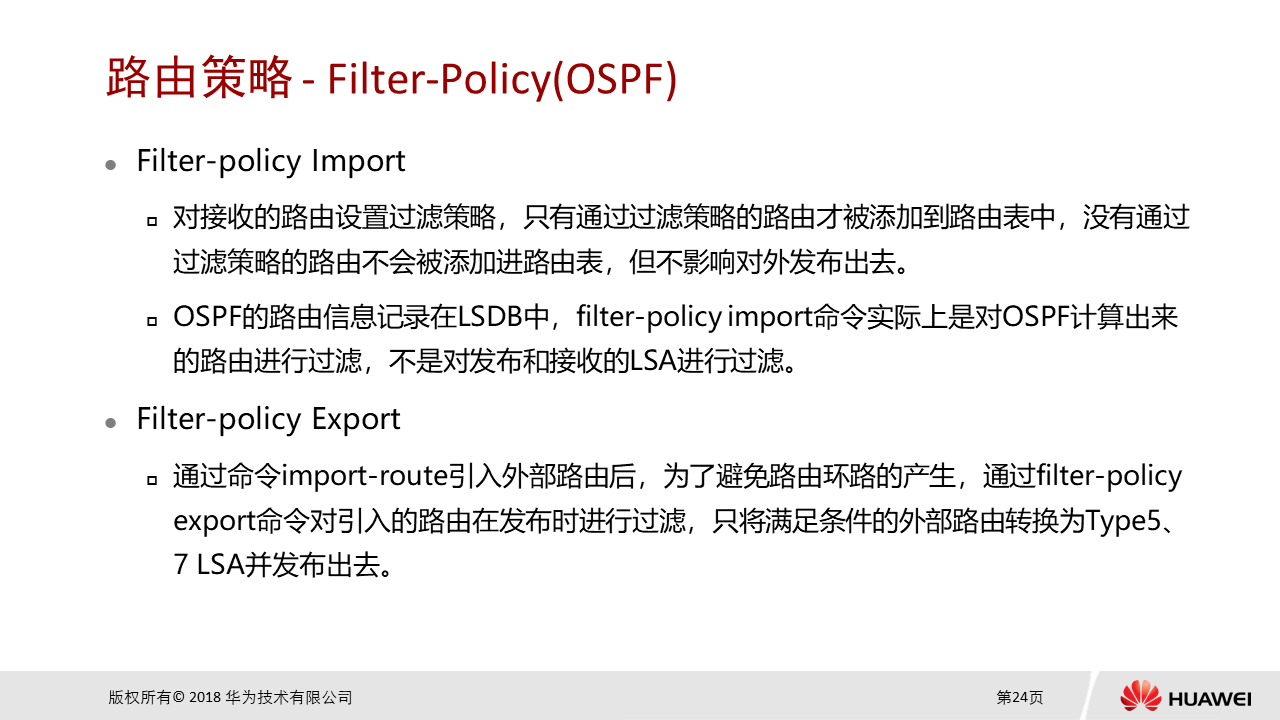 路由策略 - Filter-Policy(OSPF)
Filter-policy Import
对接收的路由设置过滤策略，只有通过过滤策略的路由才被添加到路由表中，没有通过
过滤策略的路由不会被添加进路由表，但不影响对外发布出去。
OSPF的路由信息记录在LSDB中，filter-policy import命令实际上是对OSPF计算出来
的路由进行过滤，不是对发布和接收的LSA进行过滤。
Filter-policy Export
通过命令import-route引入外部路由后，为了避免路由环路的产生，通过filter-policy
export命令对引入的路由在发布时进行过滤，只将满足条件的外部路由转换为Type5、
7 LSA并发布出去。
版权所有© 2018 华为技术有限公司
第24页
HUAWEI